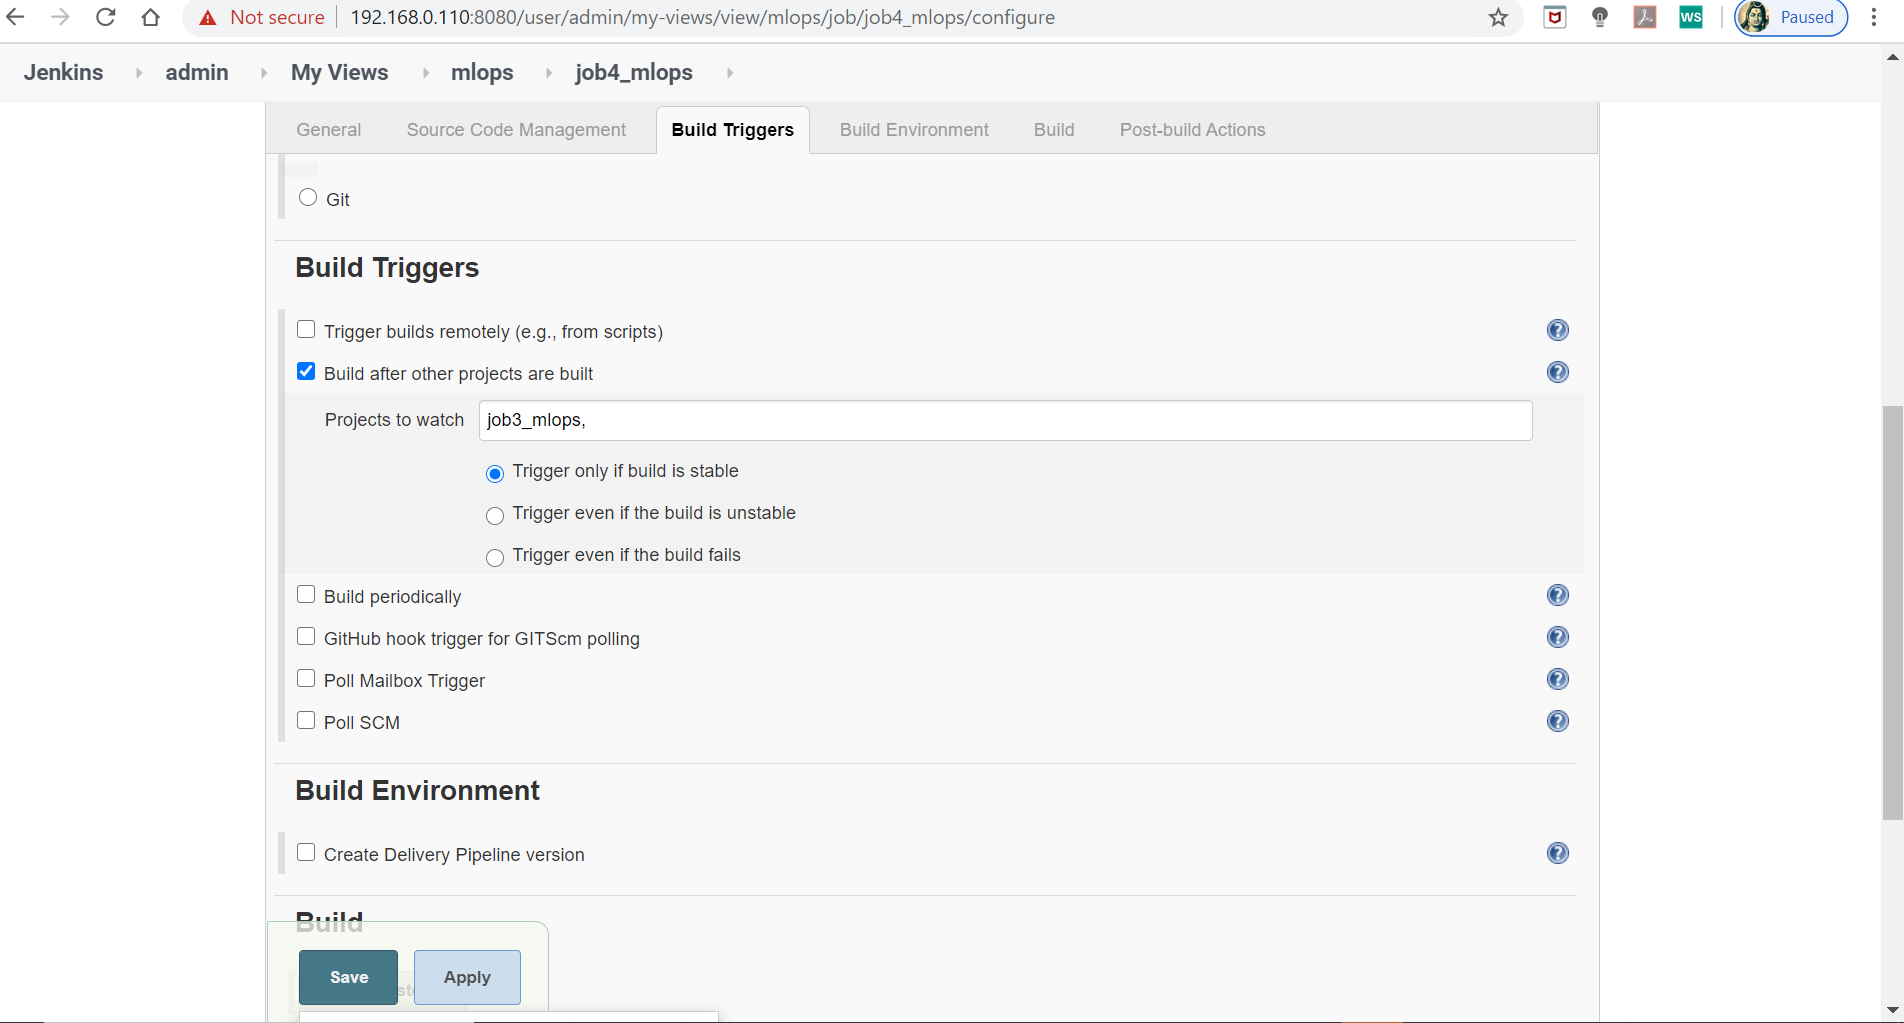 Not secure 192.168.0.110:8080/user/admin/my-views/view/mlops/job/job4_mlops/configure WS Paused
Jenkins admin My Views mlops job4_mlops
General Source Code Management Build Triggers Build Environment Build Post-build Actions
Git
Build Triggers
Trigger builds remotely (e.g., from scripts)
Build after other projects are built
Projects to watch job3_mlops,
Trigger only if build is stable
Trigger even if the build is unstable
Trigger even if the build fails
Build periodically
GitHub hook trigger for GITScm polling
Poll Mailbox Trigger
Poll SCM
Build Environment
Create Delivery Pipeline version
Build
Save Apply